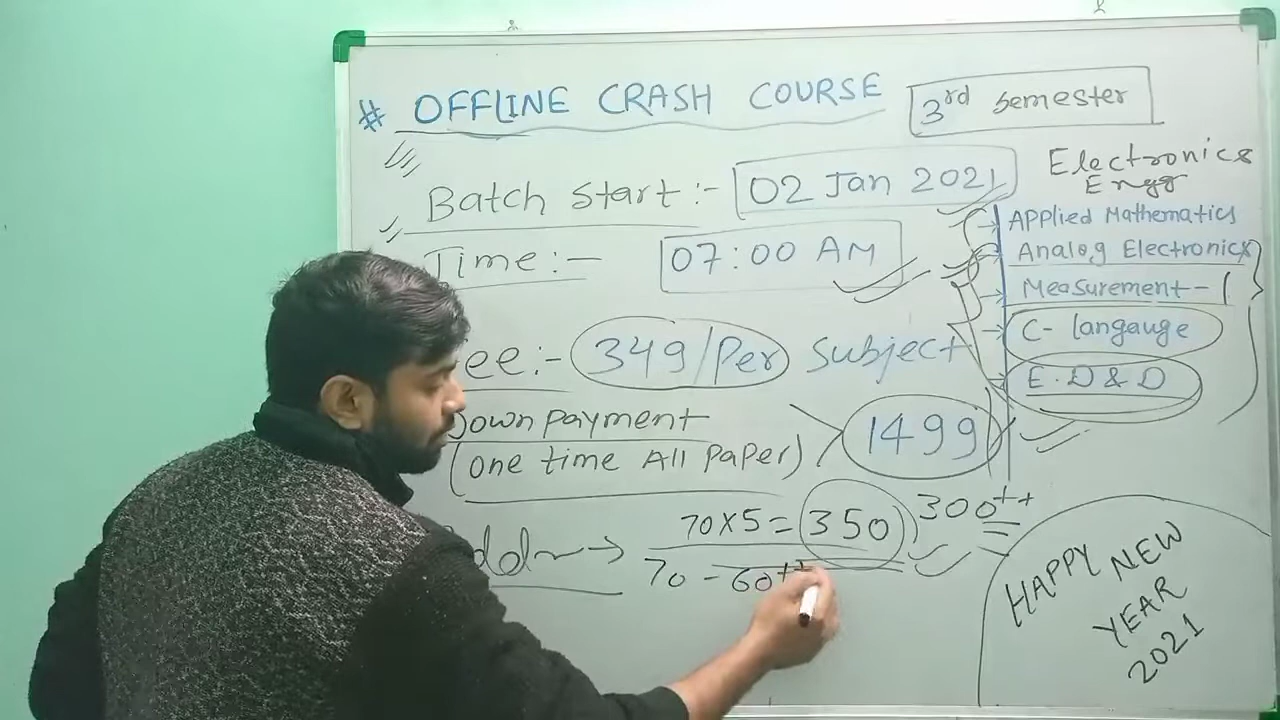 # OFFLINE CRASH COURSE
3rd semester
Batch Start:- 02 Jan 2021
Time:- 07:00 AM
ee:- 349/Per Subject
Down payment
(one time All paper) 1499
70x5=350 300++
70-60++
Electronics
Engg
Applied Mathematics
Analog Electronics
Measurement-1
C- langauge
E.D&D
HAPPY NEW
YEAR
2021